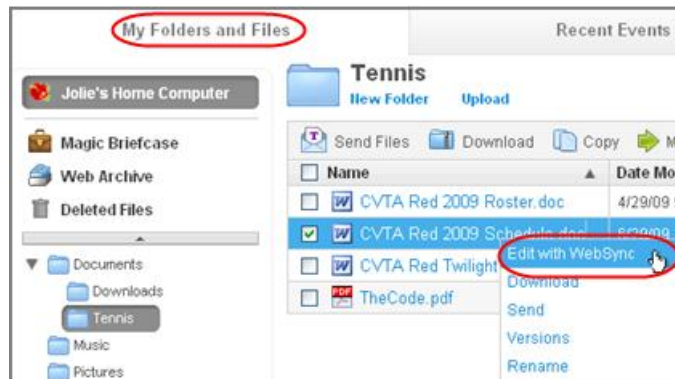 My Folders and Files
Recent Events
Jolie's Home Computer
Magic Briefcase
Web Archive
Deleted Files
Documents
Downloads
Tennis
Music
Pictures
Tennis
New Folder Upload
Send Files Download Copy
Name Date Mo
CVTA Red 2009 Roster.doc 4/29/09
CVTA Red 2009 Schedule.doc
CVTA Red Twilight
TheCode.pdf
Edit with WebSync
Download
Send
Versions
Rename